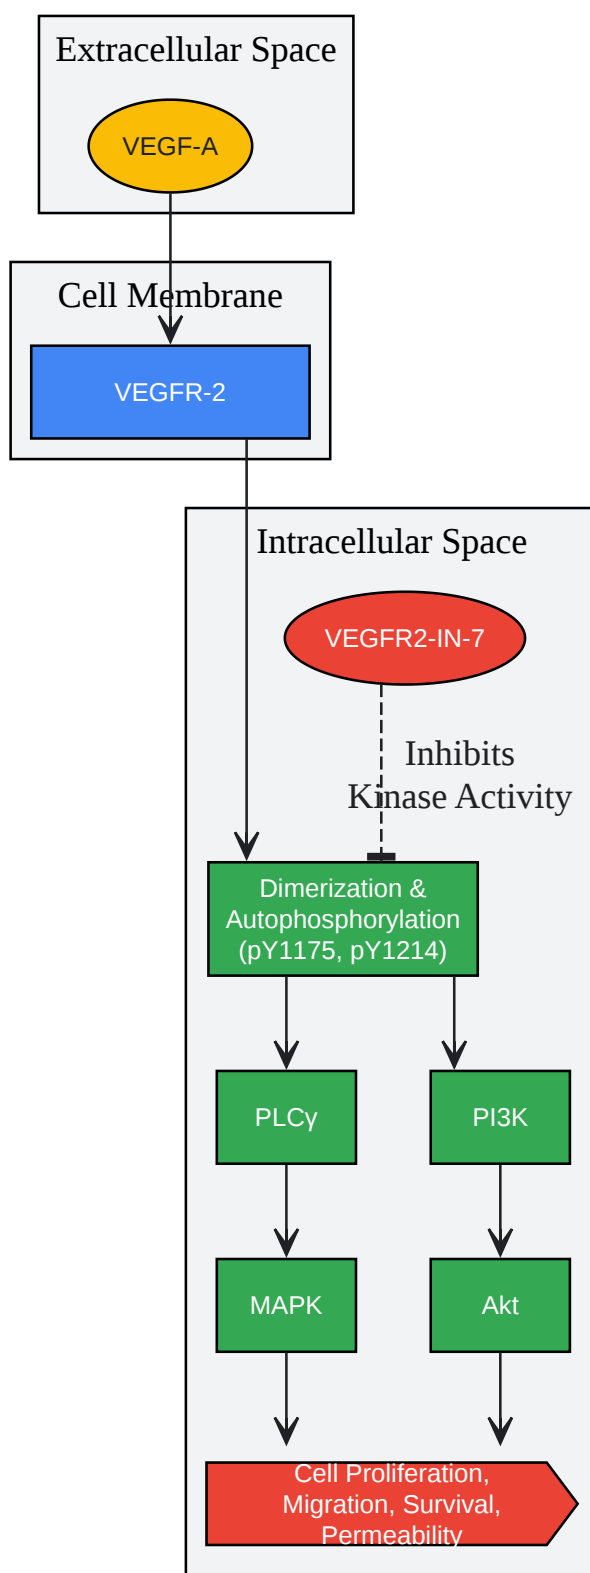 Extracellular Space
VEGF-A
Cell Membrane
VEGFR-2
Intracellular Space
VEGFR2-IN-7
Inhibits
Kinase Activity
Dimerization &
Autophosphorylation
(pY1175, pY1214)
PLCγ
PI3K
MAPK
Akt
Cell Proliferation,
Migration, Survival,
Permeability